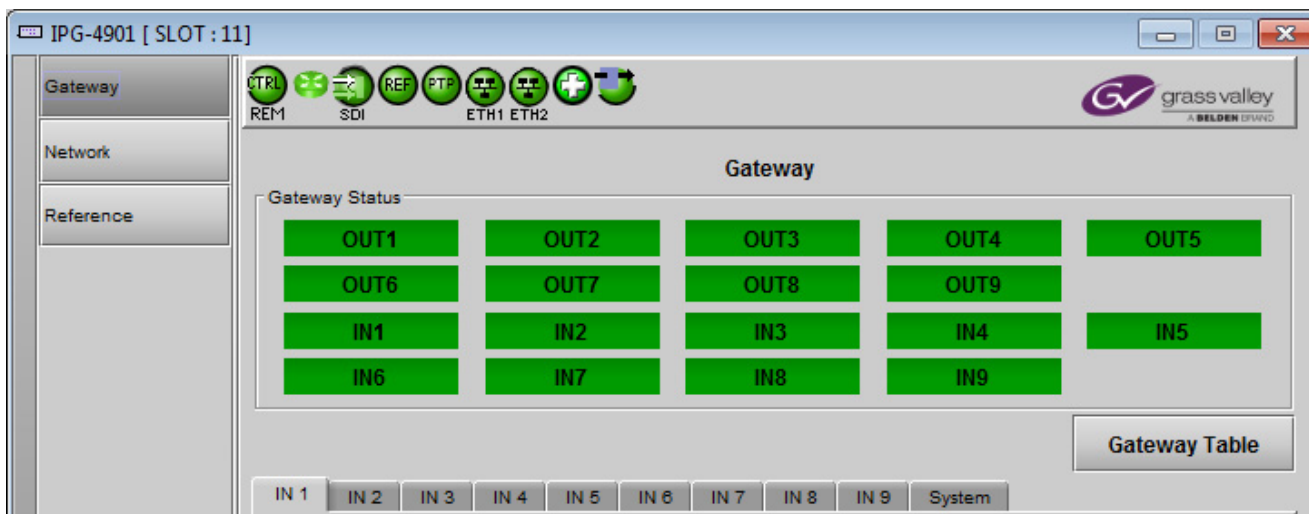 IPG-4901 [ SLOT : 11]
Gateway
Network
Reference
CTRL REF PTP
REM SDI ETH1 ETH2
GV grass valley
A BELDEN BRAND
Gateway
Gateway Status
OUT1 OUT2 OUT3 OUT4 OUT5
OUT6 OUT7 OUT8 OUT9
IN1 IN2 IN3 IN4 IN5
IN6 IN7 IN8 IN9
Gateway Table
IN 1 IN 2 IN 3 IN 4 IN 5 IN 6 IN 7 IN 8 IN 9 System